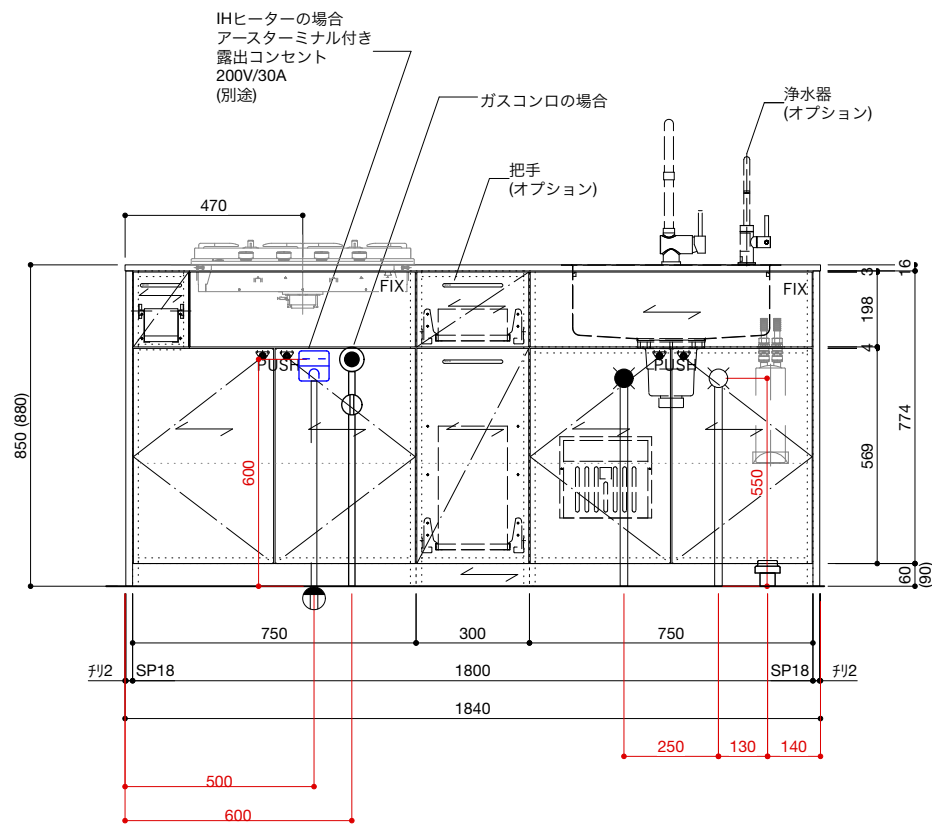 IHヒーターの場合
アースターミナル付き
露出コンセント
200V/30A
(別途)
ガスコンロの場合
浄水器
(オプション)
把手
(オプション)
470
FIX
FIX
16
3
198
4
PUSH
PUSH
850 (880)
600
550
569
774
60
(90)
750
300
750
チリ2
SP18
1800
SP18
チリ2
1840
250
130
140
500
600